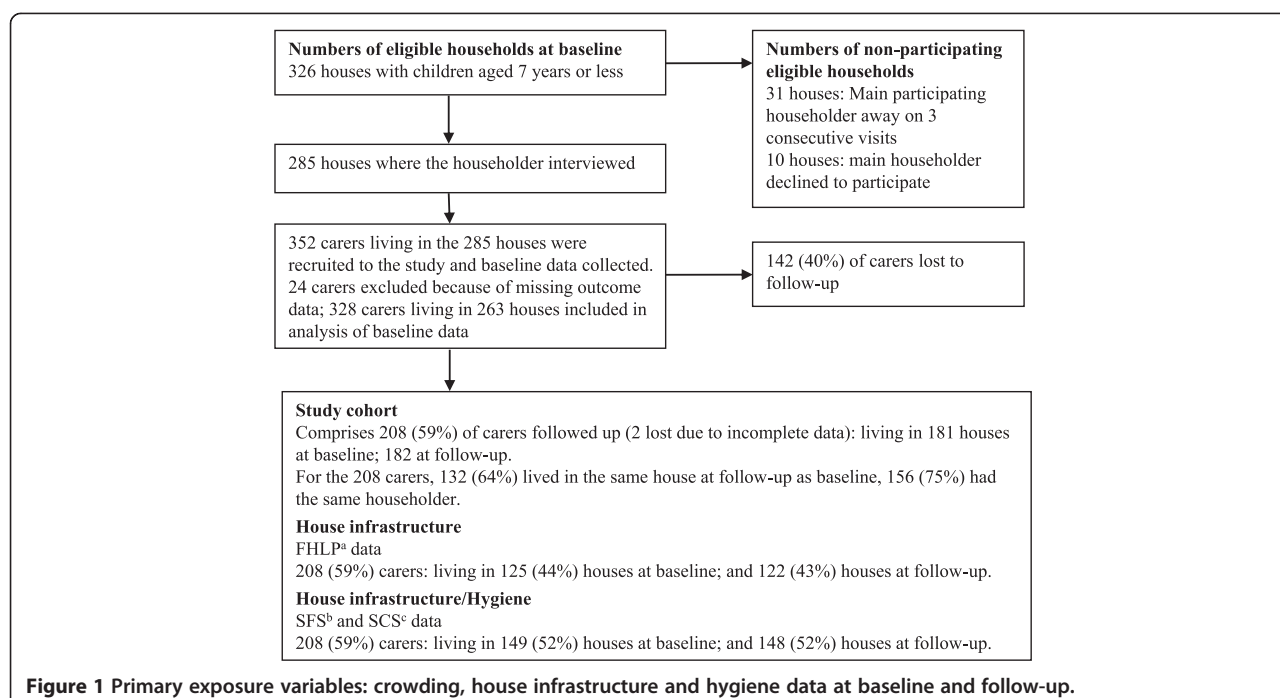 Numbers of eligible households at baseline
326 houses with children aged 7 years or less
Numbers of non-participating
eligible households
31 houses: Main participating
householder away on 3
consecutive visits
10 houses: main householder
declined to participate
285 houses where the householder interviewed
352 carers living in the 285 houses were
recruited to the study and baseline data collected.
24 carers excluded because of missing outcome
data; 328 carers living in 263 houses included in
analysis of baseline data
142 (40%) of carers lost to
follow-up
Study cohort
Comprises 208 (59%) of carers followed up (2 lost due to incomplete data): living in 181 houses
at baseline; 182 at follow-up.
For the 208 carers, 132 (64%) lived in the same house at follow-up as baseline, 156 (75%) had
the same householder.
House infrastructure
FHLPᵃ data
208 (59%) carers: living in 125 (44%) houses at baseline; and 122 (43%) houses at follow-up.
House infrastructure/Hygiene
SFSᵇ and SCSᶜ data
208 (59%) carers: living in 149 (52%) houses at baseline; and 148 (52%) houses at follow-up.
Figure 1 Primary exposure variables: crowding, house infrastructure and hygiene data at baseline and follow-up.